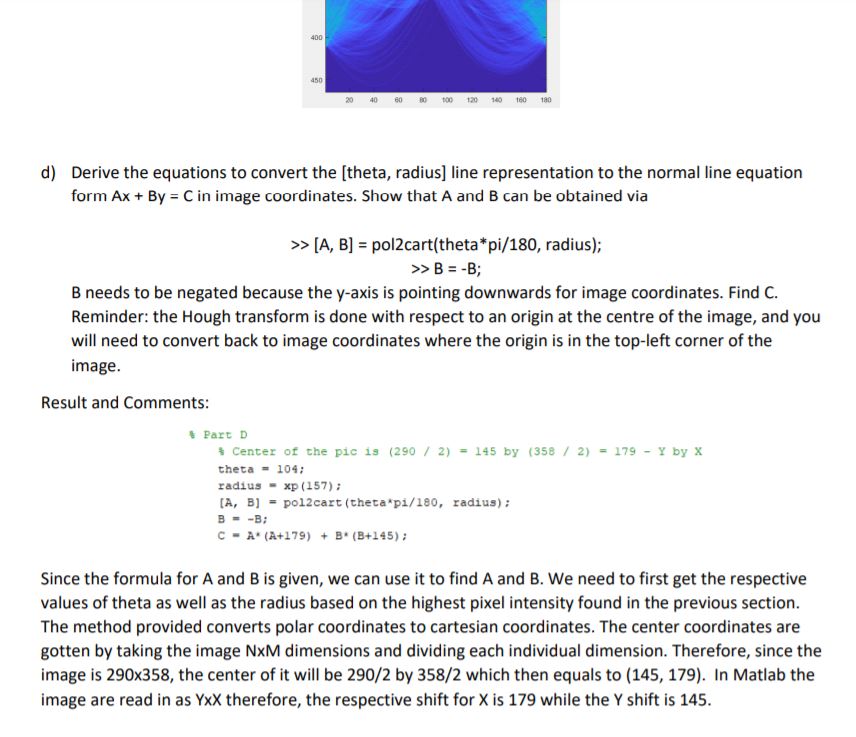 400
450
20 40 60 80 100 120 140 160 180
d) Derive the equations to convert the [theta, radius] line representation to the normal line equation
form Ax + By = C in image coordinates. Show that A and B can be obtained via
>> [A, B] = pol2cart(theta*pi/180, radius);
>> B = -B;
B needs to be negated because the y-axis is pointing downwards for image coordinates. Find C.
Reminder: the Hough transform is done with respect to an origin at the centre of the image, and you
will need to convert back to image coordinates where the origin is in the top-left corner of the
image.
Result and Comments:
% Part D
% Center of the pic is (290 / 2) = 145 by (358 / 2) = 179 - Y by X
theta = 104;
radius = xp(157);
[A, B] = pol2cart(theta*pi/180, radius);
B = -B;
C = A*(A+179) + B*(B+145);
Since the formula for A and B is given, we can use it to find A and B. We need to first get the respective
values of theta as well as the radius based on the highest pixel intensity found in the previous section.
The method provided converts polar coordinates to cartesian coordinates. The center coordinates are
gotten by taking the image NxM dimensions and dividing each individual dimension. Therefore, since the
image is 290x358, the center of it will be 290/2 by 358/2 which then equals to (145, 179). In Matlab the
image are read in as YxX therefore, the respective shift for X is 179 while the Y shift is 145.